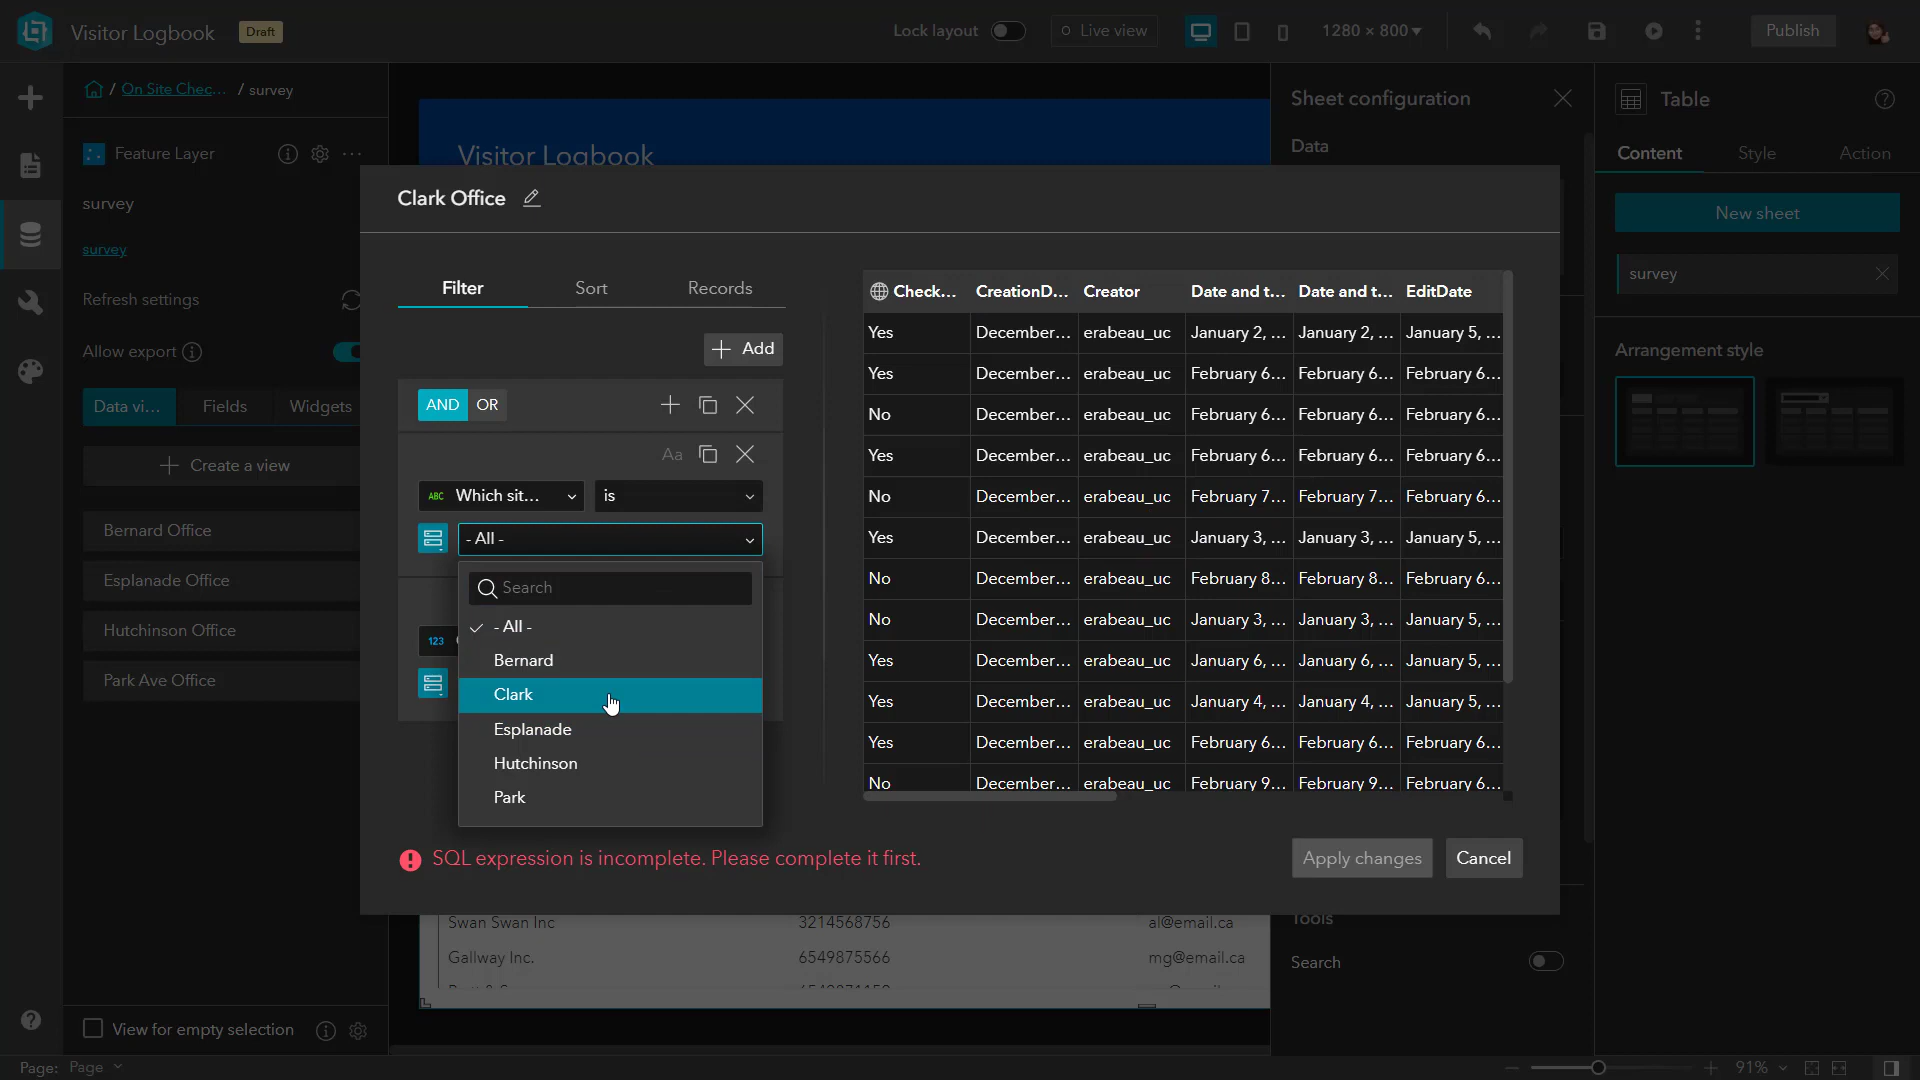 Visitor Logbook
Draft
Lock layout
Live view
1280 × 800
Publish
/ On Site Chec... / survey
Feature Layer
survey
survey
Refresh settings
Allow export
Data vi...
Fields
Widgets
Create a view
Bernard Office
Esplanade Office
Hutchinson Office
Park Ave Office
View for empty selection
Page: Page
Visitor Logbook
Clark Office
Filter
Sort
Records
Add
AND OR
Aa
ABC Which sit...
is
- All -
Search
- All -
Bernard
Clark
Esplanade
Hutchinson
Park
123
Check... CreationD... Creator Date and t... Date and t... EditDate
Yes December... erabeau_uc January 2, ... January 2, ... January 5, ...
Yes December... erabeau_uc February 6... February 6... February 6...
No December... erabeau_uc February 6... February 6... February 6...
Yes December... erabeau_uc February 6... February 6... February 6...
No December... erabeau_uc February 7... February 7... February 6...
Yes December... erabeau_uc January 3, ... January 3, ... January 5, ...
No December... erabeau_uc February 8... February 8... February 6...
No December... erabeau_uc January 3, ... January 3, ... January 5, ...
Yes December... erabeau_uc January 6, ... January 6, ... January 5, ...
Yes December... erabeau_uc January 4, ... January 4, ... January 5, ...
Yes December... erabeau_uc February 6... February 6... February 6...
No December... erabeau_uc February 9... February 9... February 6...
SQL expression is incomplete. Please complete it first.
Apply changes
Cancel
Swan Swan Inc 3214568756 al@email.ca
Gallway Inc. 6549875566 mg@email.ca
Sheet configuration
Data
Tools
Search
Table
Content
Style
Action
New sheet
survey
Arrangement style
91%